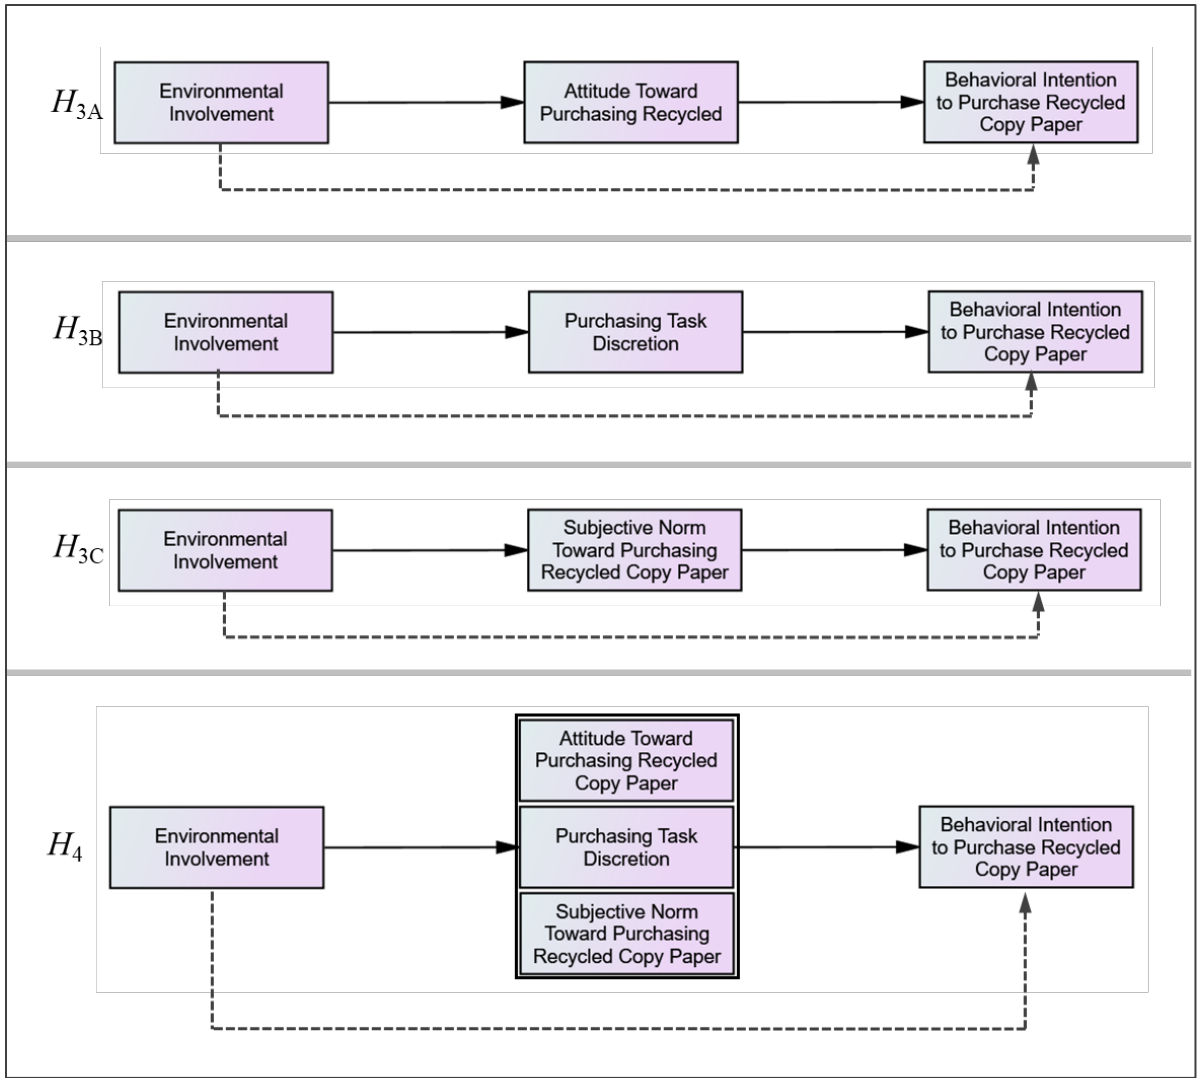 H3A
Environmental
Involvement
Attitude Toward
Purchasing Recycled
Behavioral Intention
to Purchase Recycled
Copy Paper
H3B
Environmental
Involvement
Purchasing Task
Discretion
Behavioral Intention
to Purchase Recycled
Copy Paper
H3C
Environmental
Involvement
Subjective Norm
Toward Purchasing
Recycled Copy Paper
Behavioral Intention
to Purchase Recycled
Copy Paper
H4
Environmental
Involvement
Attitude Toward
Purchasing Recycled
Copy Paper
Purchasing Task
Discretion
Subjective Norm
Toward Purchasing
Recycled Copy Paper
Behavioral Intention
to Purchase Recycled
Copy Paper